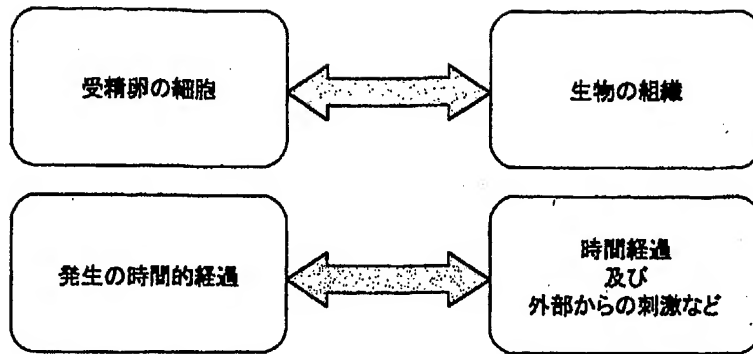 受精卵の細胞
生物の組織
発生の時間的経過
時間経過
及び
外部からの刺激など